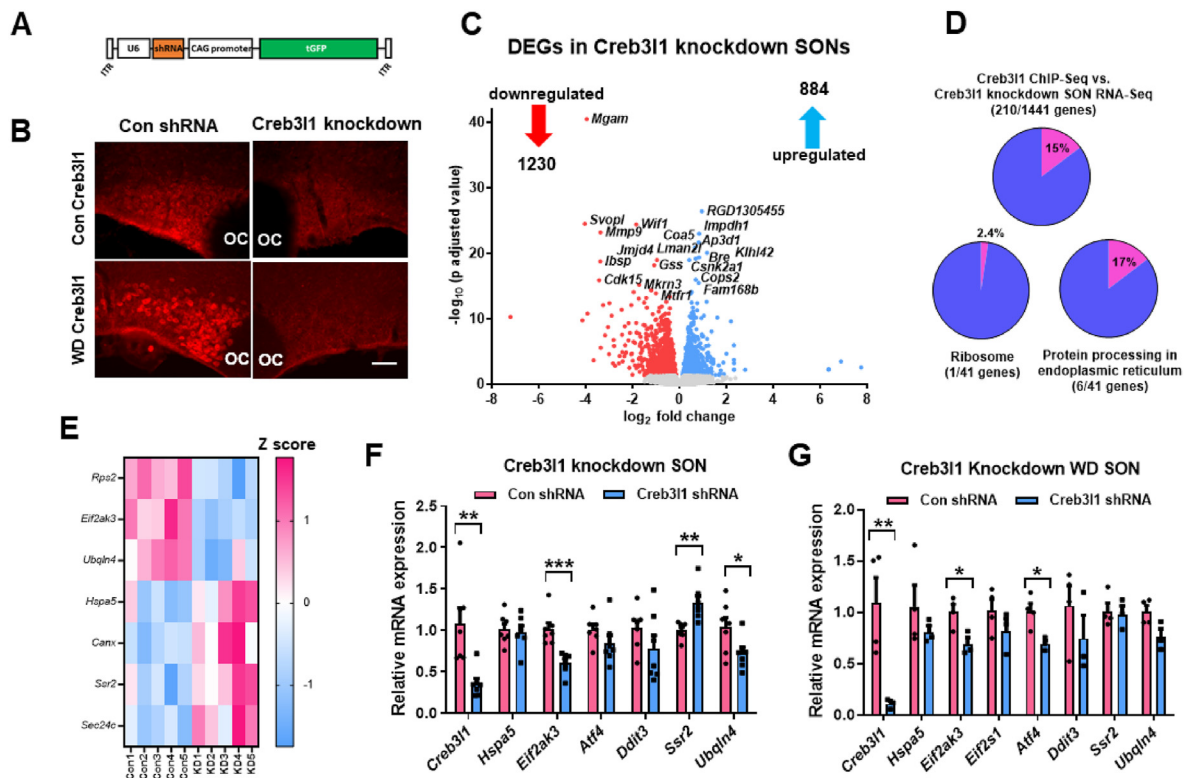 A
U6
shRNA
CAG promoter
tGFP
ITR
ITR
B
Con shRNA
Creb3l1 knockdown
Con Creb3l1
WD Creb3l1
OC
OC
OC
OC
C
DEGs in Creb3l1 knockdown SONs
downregulated
1230
884
upregulated
-log10 (p adjusted value)
50
40
30
20
10
0
Mgam
RGD1305455
Svopl
Wif1
Impdh1
Mmp9
Coa5
Ap3d1
Jmjd4
Lman2l
Klhl42
Ibsp
Gss
Bre
Csnk2a1
Cdk15
Mkrn3
Cops2
Mtfr1
Fam168b
-8
-6
-4
-2
0
2
4
6
8
log2 fold change
D
Creb3l1 ChIP-Seq vs.
Creb3l1 knockdown SON RNA-Seq
(210/1441 genes)
15%
2.4%
17%
Ribosome
(1/41 genes)
Protein processing in
endoplasmic reticulum
(6/41 genes)
E
Z score
Rps2
Eif2ak3
Ubqln4
Hspa5
Canx
Ssr2
Sec24c
Con1
Con2
Con3
Con4
Con5
KD1
KD2
KD3
KD4
KD5
1
0
-1
F
Creb3l1 knockdown SON
Con shRNA
Creb3l1 shRNA
Relative mRNA expression
2.5
2.0
1.5
1.0
0.5
0.0
**
***
**
*
Creb3l1
Hspa5
Eif2ak3
Atf4
Ddit3
Ssr2
Ubqln4
G
Creb3l1 Knockdown WD SON
Con shRNA
Creb3l1 shRNA
Relative mRNA expression
2.0
1.5
1.0
0.5
0.0
**
*
*
Creb3l1
Hspa5
Eif2ak3
Eif2s1
Atf4
Ddit3
Ssr2
Ubqln4